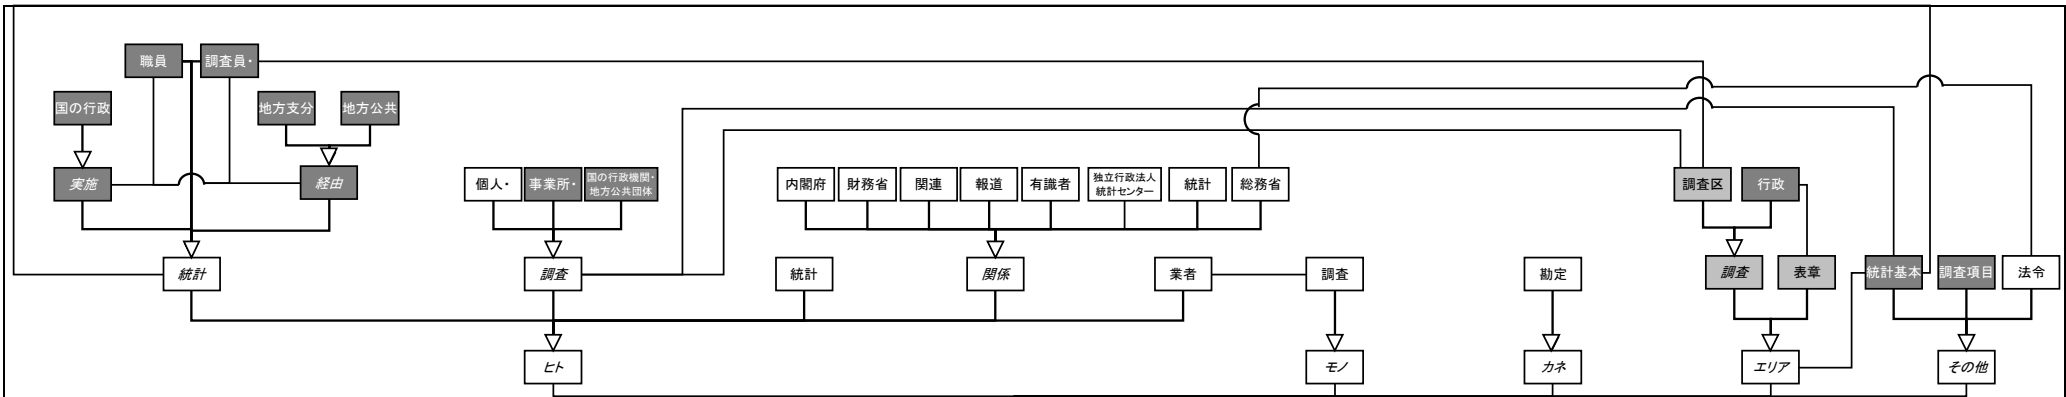 職員
調査員・
国の行政
地方支分
地方公共
実施
経由
個人・
事業所・
国の行政機関・
地方公共団体
内閣府
財務省
関連
報道
有識者
独立行政法人
統計センター
統計
総務省
調査区
行政
統計
調査
統計
関係
業者
調査
勘定
調査
表章
統計基本
調査項目
法令
ヒト
モノ
カネ
エリア
その他